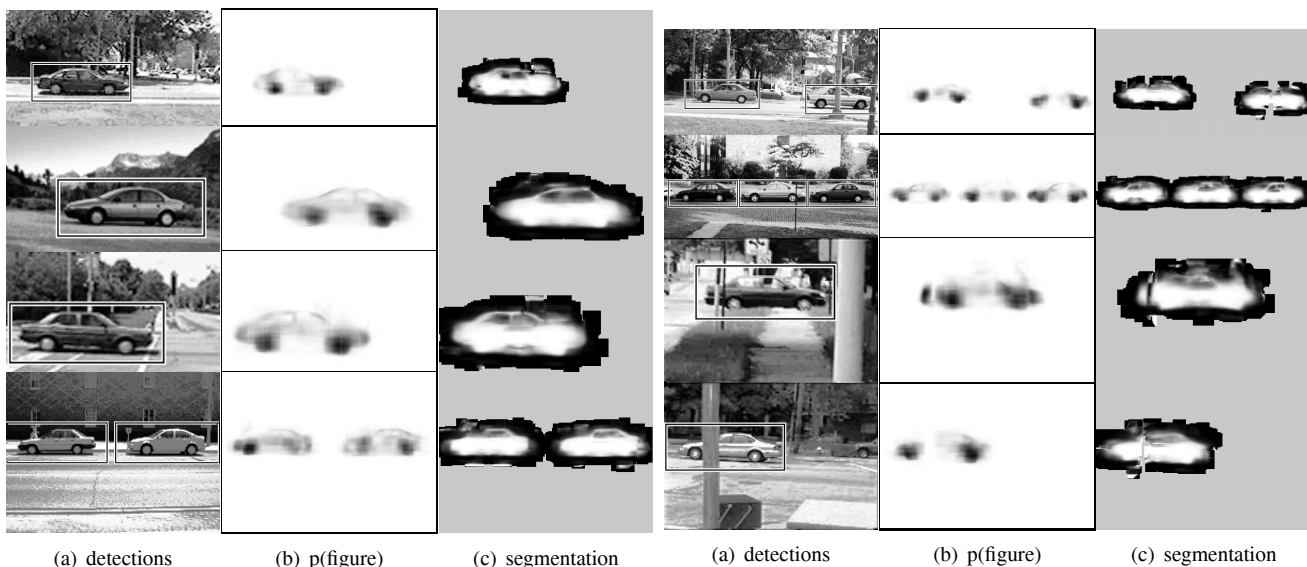 (a) detections
(b) p(figure)
(c) segmentation
(a) detections
(b) p(figure)
(c) segmentation